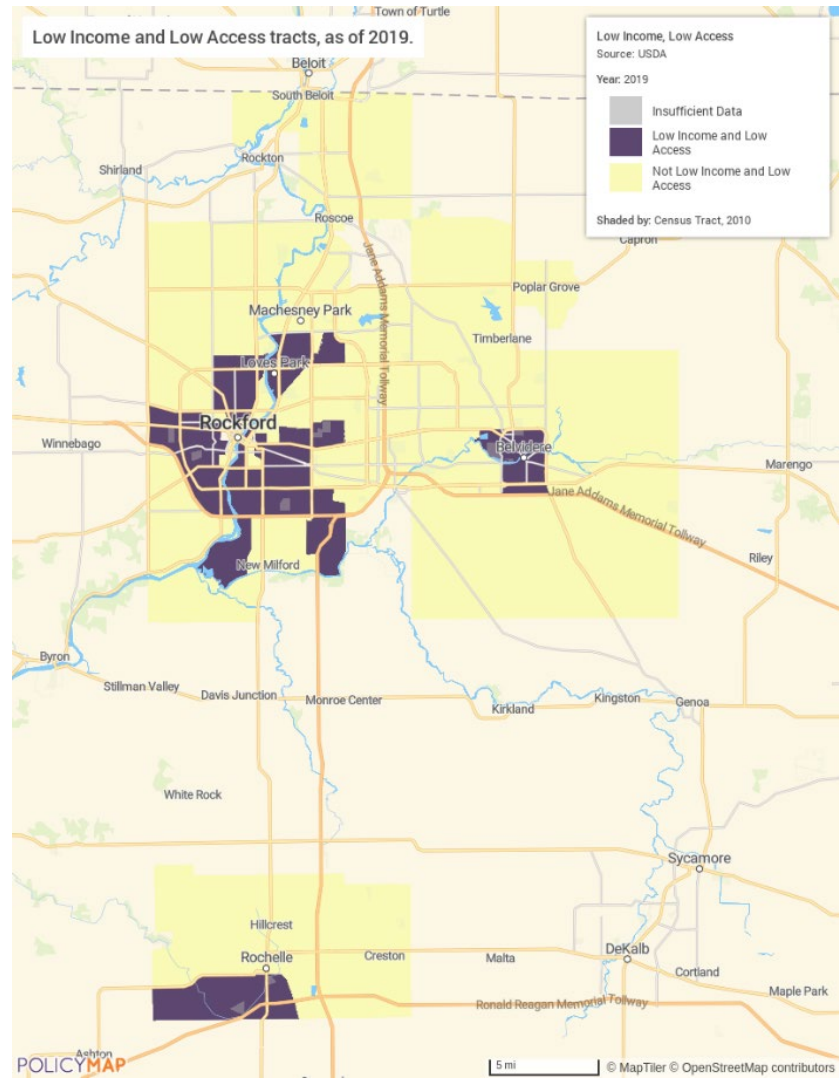 Low Income and Low Access tracts, as of 2019.
Town of Turtle
Low Income, Low Access
Source: USDA
Year: 2019
Insufficient Data
Low Income and Low
Access
Not Low Income and Low
Access
Shaded by: Census Tract, 2010
Beloit
South Beloit
Rockton
Shirland
Roscoe
Capron
Jane Addams Memorial Tollway
Poplar Grove
Machesney Park
Timberlane
Loves Park
Rockford
Winnebago
Belvidere
Marengo
Jane Addams Memorial Tollway
Riley
New Milford
Byron
Stillman Valley
Davis Junction
Monroe Center
Kirkland
Kingston
Genoa
White Rock
Sycamore
Hillcrest
Rochelle
Creston
Malta
DeKalb
Cortland
Maple Park
Ronald Reagan Memorial Tollway
Ashton
POLICYMAP
5 mi
© MapTiler © OpenStreetMap contributors